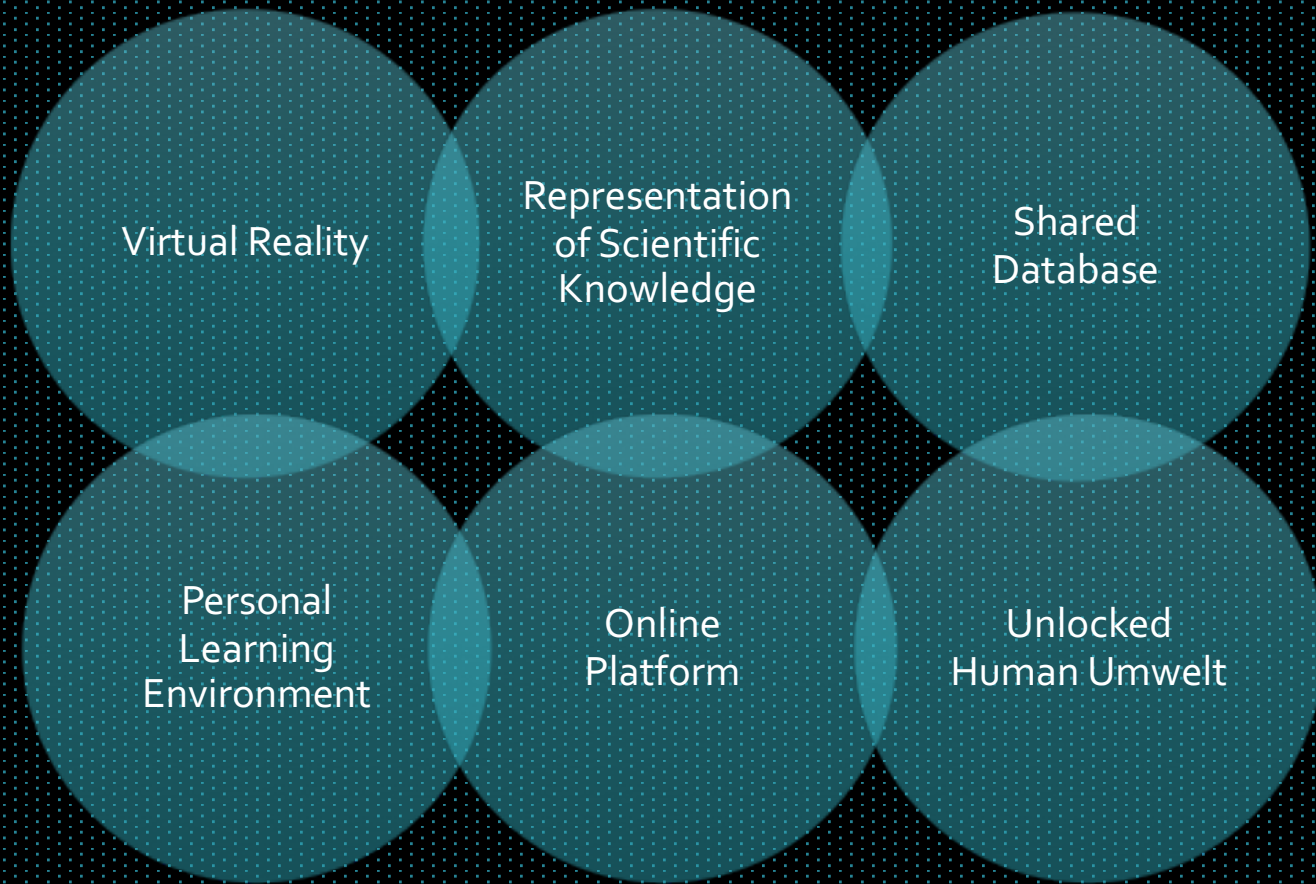 Virtual Reality
Representation
of Scientific
Knowledge
Shared
Database
Personal
Learning
Environment
Online
Platform
Unlocked
Human Umwelt